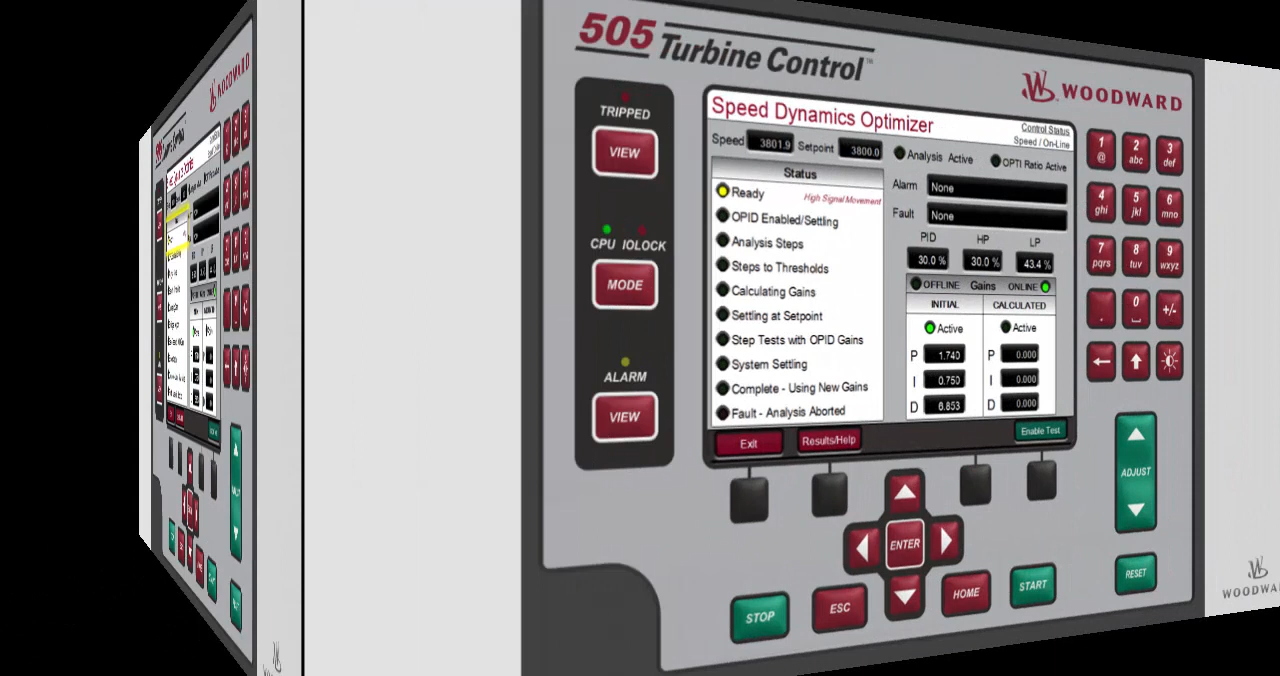 505 Turbine Control™
WOODWARD
TRIPPED
VIEW
CPU IOLOCK
MODE
ALARM
VIEW
Speed Dynamics Optimizer
Control Status
Speed / On-Line
Speed 3801.9 Setpoint 3800.0
Analysis Active
OPTI Ratio Active
Status
Ready
High Signal Movement
OPID Enabled/Settling
Analysis Steps
Steps to Thresholds
Calculating Gains
Settling at Setpoint
Step Tests with OPID Gains
System Settling
Complete - Using New Gains
Fault - Analysis Aborted
Alarm None
Fault None
PID HP LP
30.0 % 30.0 % 43.4 %
OFFLINE Gains ONLINE
INITIAL CALCULATED
Active Active
P 1.740 P 0.000
I 0.750 I 0.000
D 6.853 D 0.000
Exit
Results/Help
Enable Test
1 2 3
@ abc def
4 5 6
ghi jkl mno
7 8 9
pqrs tuv wxyz
. 0 +/-
ADJUST
ENTER
STOP
ESC
HOME
START
RESET
WOODWARD